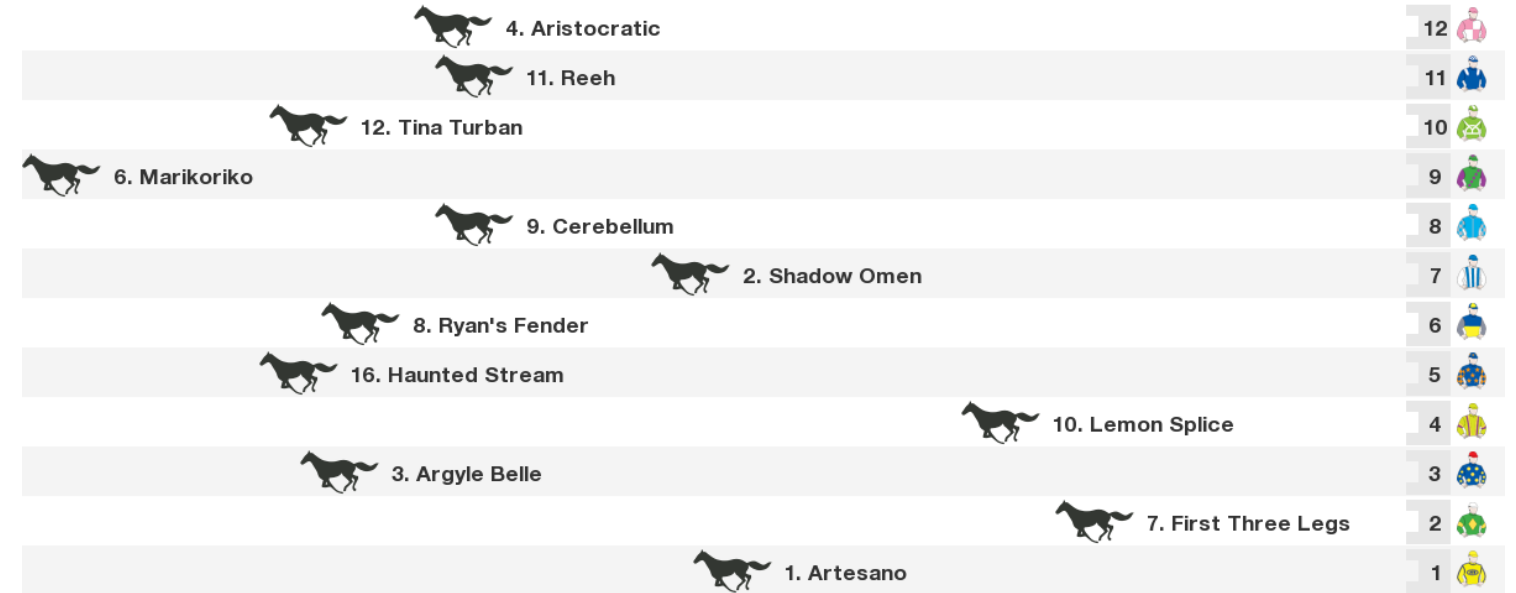 4. Aristocratic 12
11. Reeh 11
12. Tina Turban 10
6. Marikoriko 9
9. Cerebellum 8
2. Shadow Omen 7
8. Ryan's Fender 6
16. Haunted Stream 5
10. Lemon Splice 4
3. Argyle Belle 3
7. First Three Legs 2
1. Artesano 1